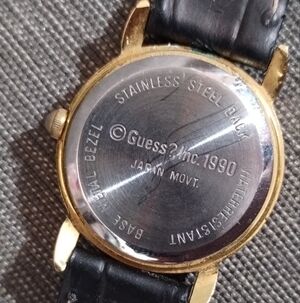 STAINLESS STEEL BACK
WATER RESISTANT
BASE METAL BEZEL
©Guess? Inc. 1990
JAPAN MOVT.